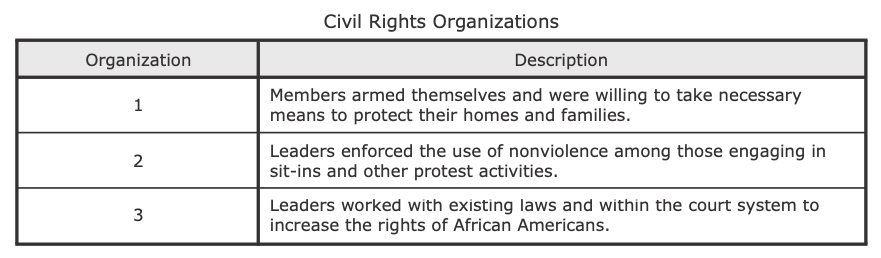 Civil Rights Organizations
Organization Description
1
Members armed themselves and were willing to take necessary
means to protect their homes and families.
2
Leaders enforced the use of nonviolence among those engaging in
sit-ins and other protest activities.
3
Leaders worked with existing laws and within the court system to
increase the rights of African Americans.